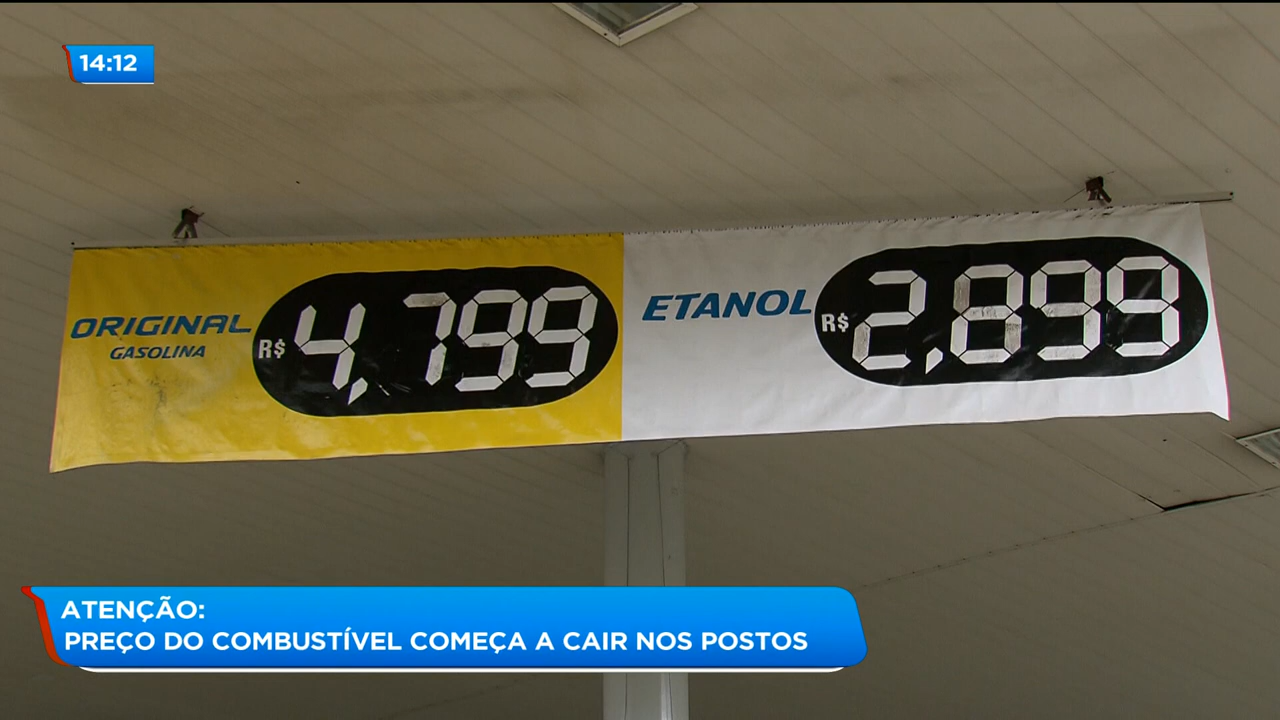 14:12
ORIGINAL
GASOLINA
R$ 4,799
ETANOL
R$ 2,899
ATENÇÃO:
PREÇO DO COMBUSTÍVEL COMEÇA A CAIR NOS POSTOS